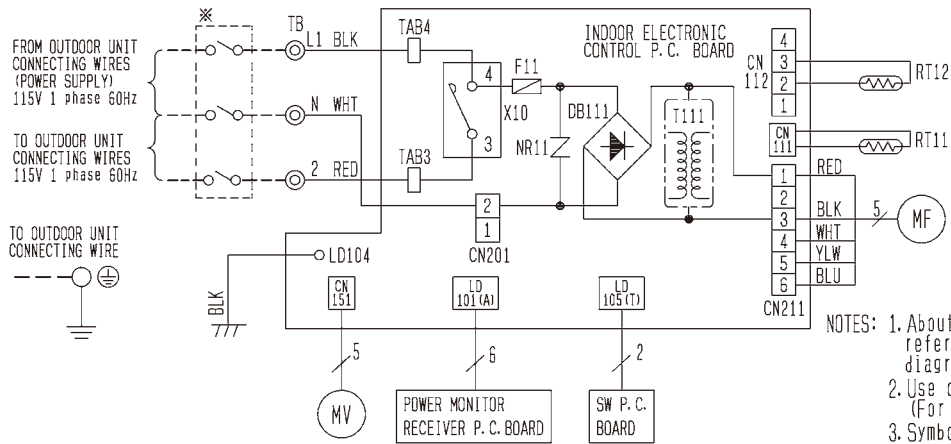 ※
TB
FROM OUTDOOR UNIT
CONNECTING WIRES
(POWER SUPPLY)
115V 1 phase 60Hz
TO OUTDOOR UNIT
CONNECTING WIRES
115V 1 phase 60Hz
TO OUTDOOR UNIT
CONNECTING WIRE
L1 BLK
N WHT
2 RED
TAB4
TAB3
4
3
X10
F11
NR11
DB111
T111
INDOOR ELECTRONIC
CONTROL P.C. BOARD
CN
112
4
3
2
1
RT12
CN
111
RT11
1
2
3
4
5
6
CN211
RED
BLK
WHT
YLW
BLU
5
MF
2
1
CN201
LD104
BLK
CN
151
LD
101(A)
LD
105(T)
5
6
2
MV
POWER MONITOR
RECEIVER P.C.BOARD
SW P.C.
BOARD
NOTES: 1. About
refer
diagr
2. Use
(For
3. Symbo